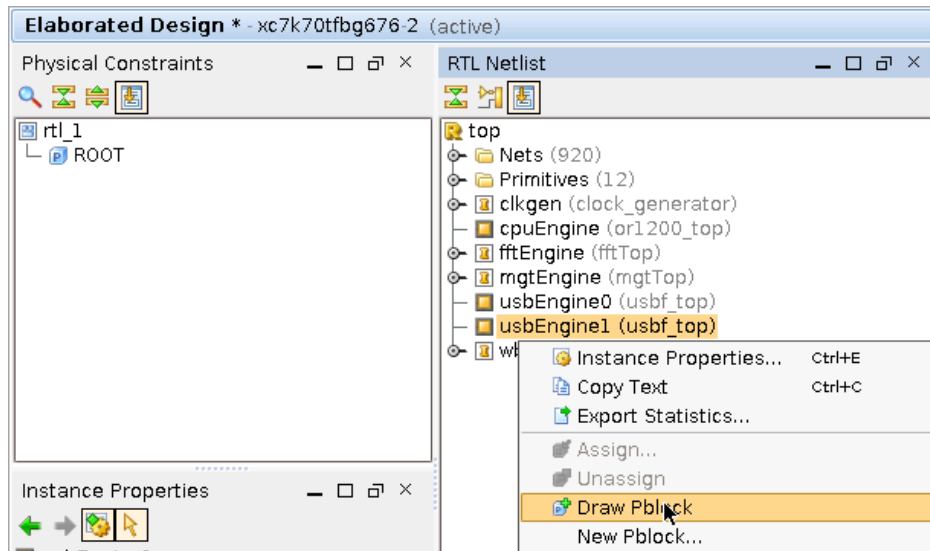 Elaborated Design * - xc7k70tfbg676-2 (active)
Physical Constraints
rtl_1
ROOT
Instance Properties
RTL Netlist
top
Nets (920)
Primitives (12)
clkgen (clock_generator)
cpuEngine (or1200_top)
fftEngine (fftTop)
mgtEngine (mgtTop)
usbEngine0 (usbf_top)
usbEngine1 (usbf_top)
Instance Properties... Ctrl+E
Copy Text Ctrl+C
Export Statistics...
Assign...
Unassign
Draw Pblock
New Pblock...